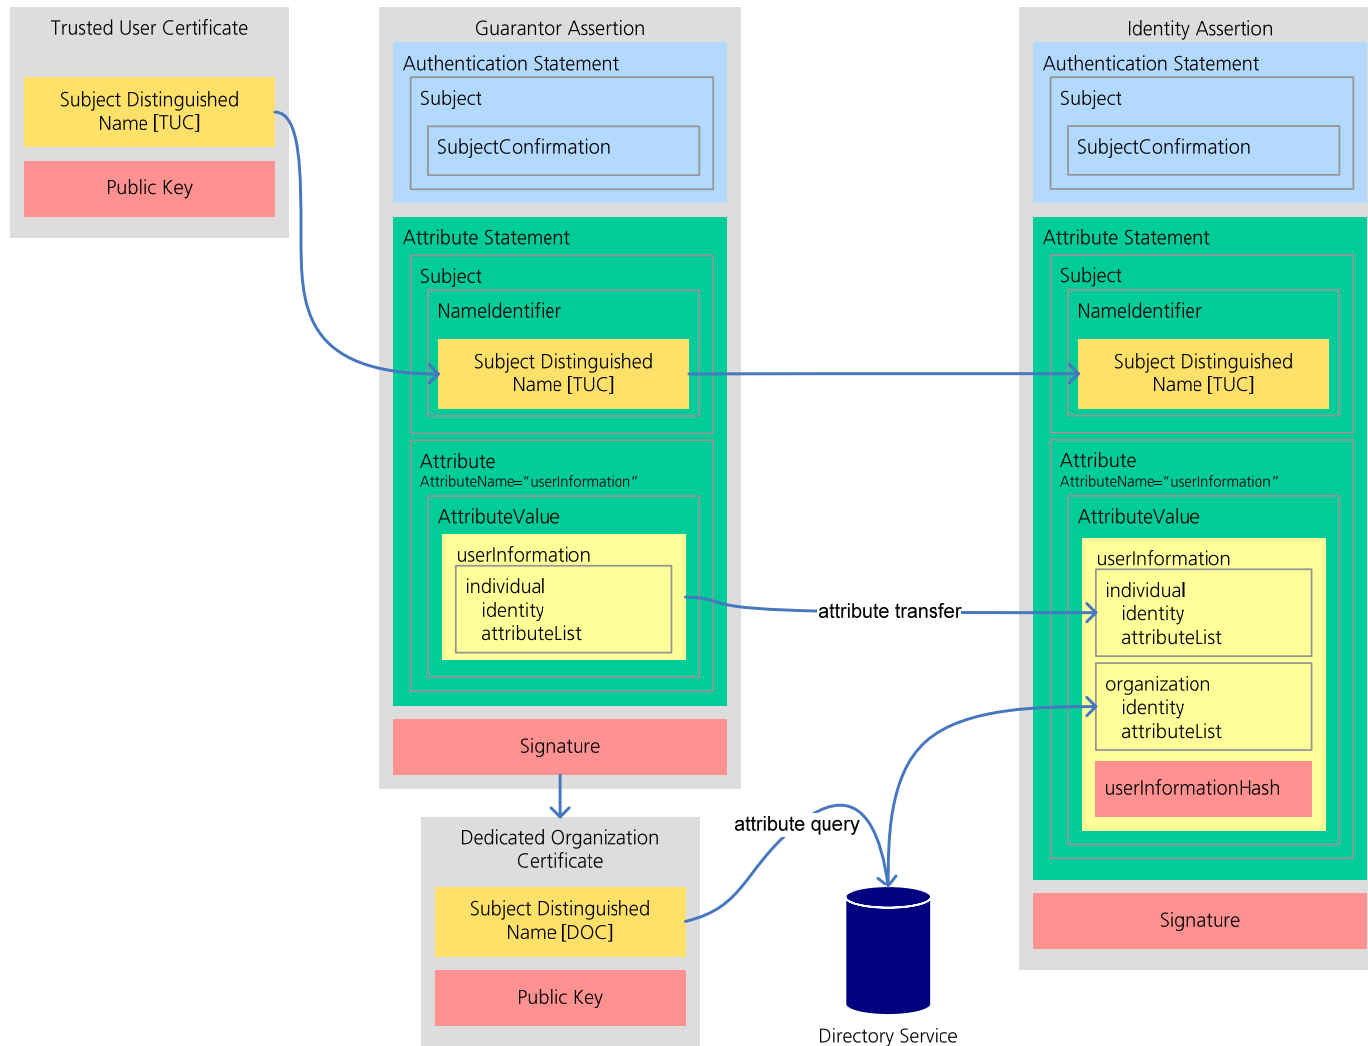 Trusted User Certificate
Subject Distinguished
Name [TUC]
Public Key
Guarantor Assertion
Authentication Statement
Subject
SubjectConfirmation
Attribute Statement
Subject
NameIdentifier
Subject Distinguished
Name [TUC]
Attribute
AttributeName="userInformation"
AttributeValue
userInformation
individual
identity
attributeList
Signature
Dedicated Organization
Certificate
Subject Distinguished
Name [DOC]
Public Key
attribute transfer
attribute query
Directory Service
Identity Assertion
Authentication Statement
Subject
SubjectConfirmation
Attribute Statement
Subject
NameIdentifier
Subject Distinguished
Name [TUC]
Attribute
AttributeName="userInformation"
AttributeValue
userInformation
individual
identity
attributeList
organization
identity
attributeList
userInformationHash
Signature